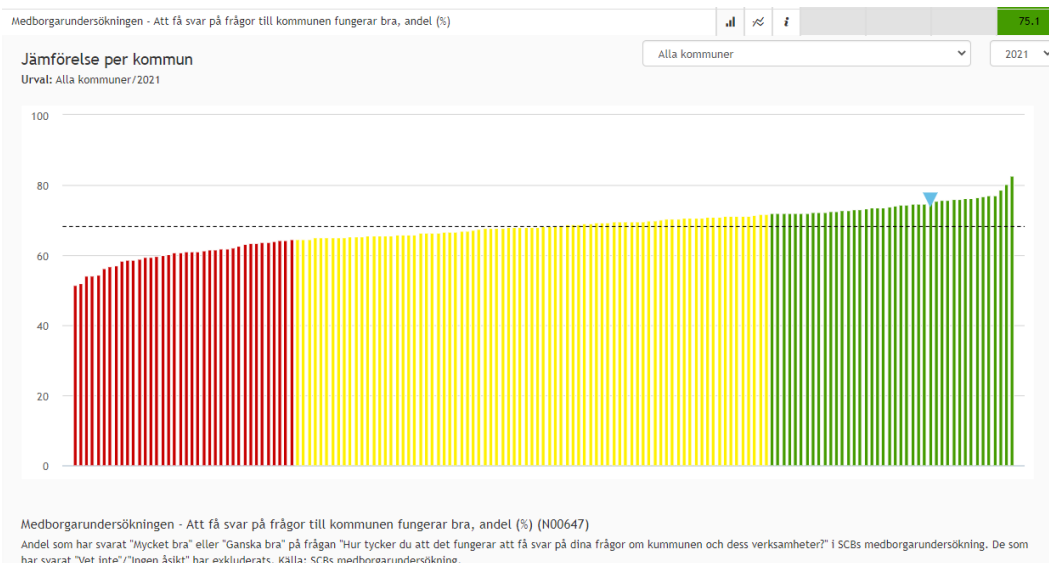 Medborgarundersökningen - Att få svar på frågor till kommunen fungerar bra, andel (%)
i
75.1
Jämförelse per kommun
Alla kommuner
2021
Urval: Alla kommuner/2021
100
80
60
40
20
0
Medborgarundersökningen - Att få svar på frågor till kommunen fungerar bra, andel (%) (N00647)
Andel som har svarat "Mycket bra" eller "Ganska bra" på frågan "Hur tycker du att det fungerar att få svar på dina frågor om kummunen och dess verksamheter?" i SCBs medborgarundersökning. De som
har svarat "Vet inte"/"Ingen åsikt" har exkluderats. Källa: SCBs medborgarundersökning.